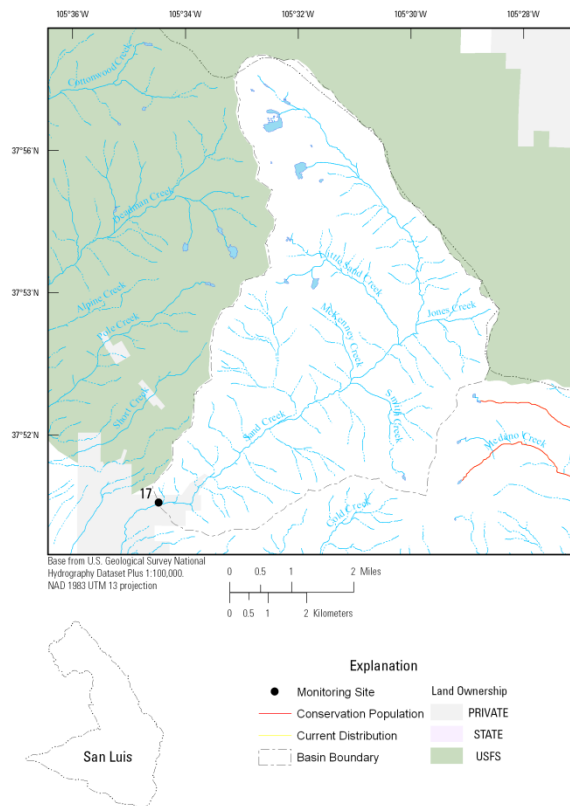 105°36'W
105°34'W
105°32'W
105°30'W
105°28'W
Cottonwood Creek
37°56'N
Deadman Creek
Little Sand Creek
37°53'N
Alpine Creek
Pole Creek
McKenney Creek
Jones Creek
Short Creek
Smith Creek
37°52'N
Sand Creek
Medano Creek
17
Cold Creek
Base from U.S. Geological Survey National
Hydrography Dataset Plus 1:100,000.
NAD 1983 UTM 13 projection
0 0.5 1 2 Miles
0 0.5 1 2 Kilometers
Explanation
Monitoring Site
Conservation Population
Current Distribution
Basin Boundary
Land Ownership
PRIVATE
STATE
USFS
San Luis